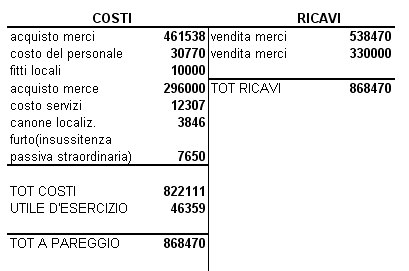 COSTI RICAVI
acquisto merci 461538 vendita merci 538470
costo del personale 30770 vendita merci 330000
fitti locali 10000
acquisto merce 296000 TOT RICAVI 868470
costo servizi 12307
canone localiz. 3846
furto(insussitenza
passiva straordinaria) 7650
TOT COSTI 822111
UTILE D'ESERCIZIO 46359
TOT A PAREGGIO 868470